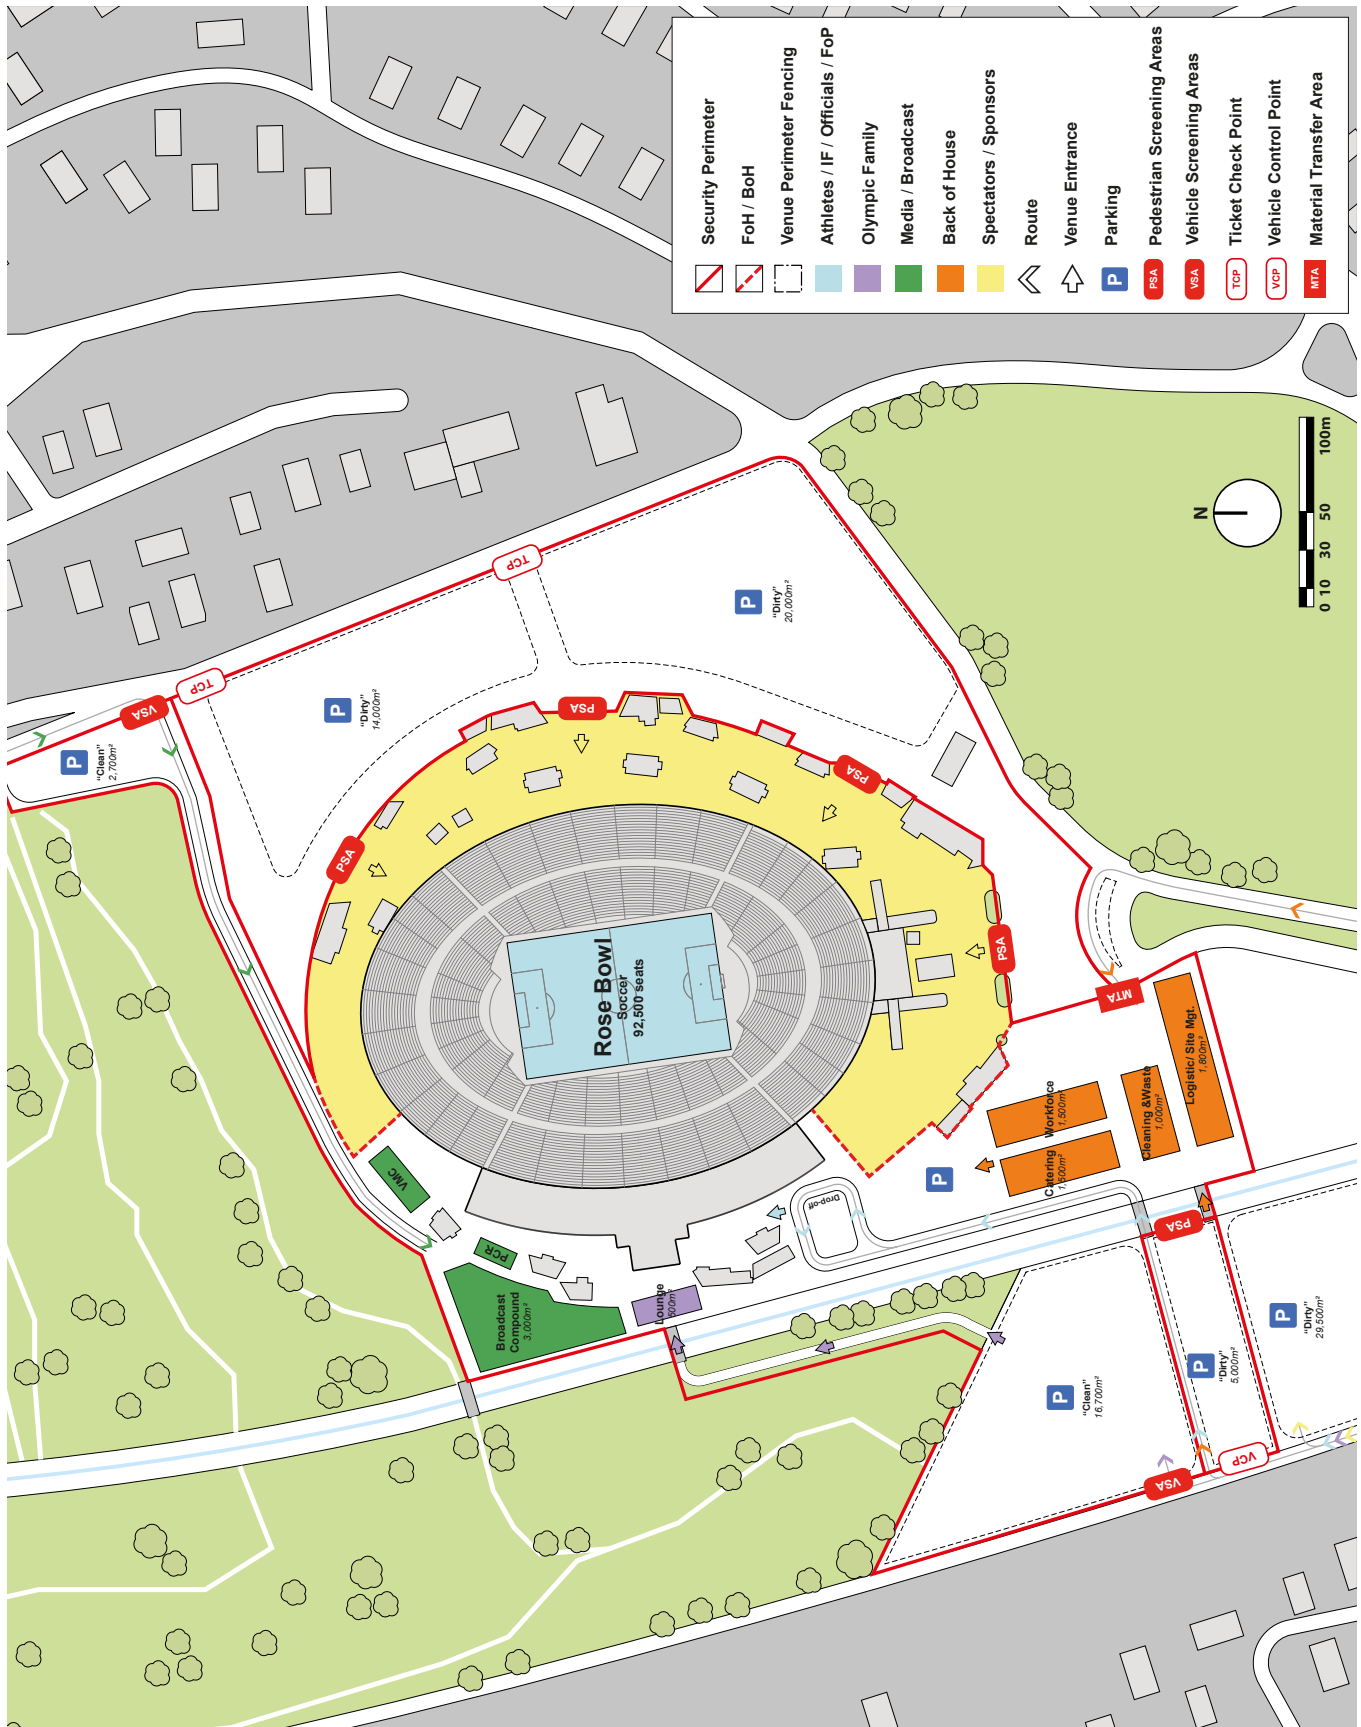 Security Perimeter
FoH / BoH
Venue Perimeter Fencing
Athletes / IF / Officials / FoP
Olympic Family
Media / Broadcast
Back of House
Spectators / Sponsors
Route
Venue Entrance
P
Parking
PSA
Pedestrian Screening Areas
VSA
Vehicle Screening Areas
TCP
Ticket Check Point
VCP
Vehicle Control Point
MTA
Material Transfer Area
N
0 10 30 50 100m
VSA
TCP
P
"Clean"
2,700m²
P
"Dirty"
14,000m²
TCP
P
"Dirty"
20,000m²
PSA
PSA
PSA
PSA
MTA
Rose Bowl
Soccer
92,500 seats
VMC
PCR
Broadcast
Compound
3,000m²
Lounge
500m²
Drop-off
P
Workforce
1,500m²
Catering
1,500m²
Cleaning &Waste
1,000m²
Logistic/ Site Mgt.
1,800m²
PSA
P
"Clean"
16,700m²
P
"Dirty"
5,000m²
P
"Dirty"
29,500m²
VSA
VCP